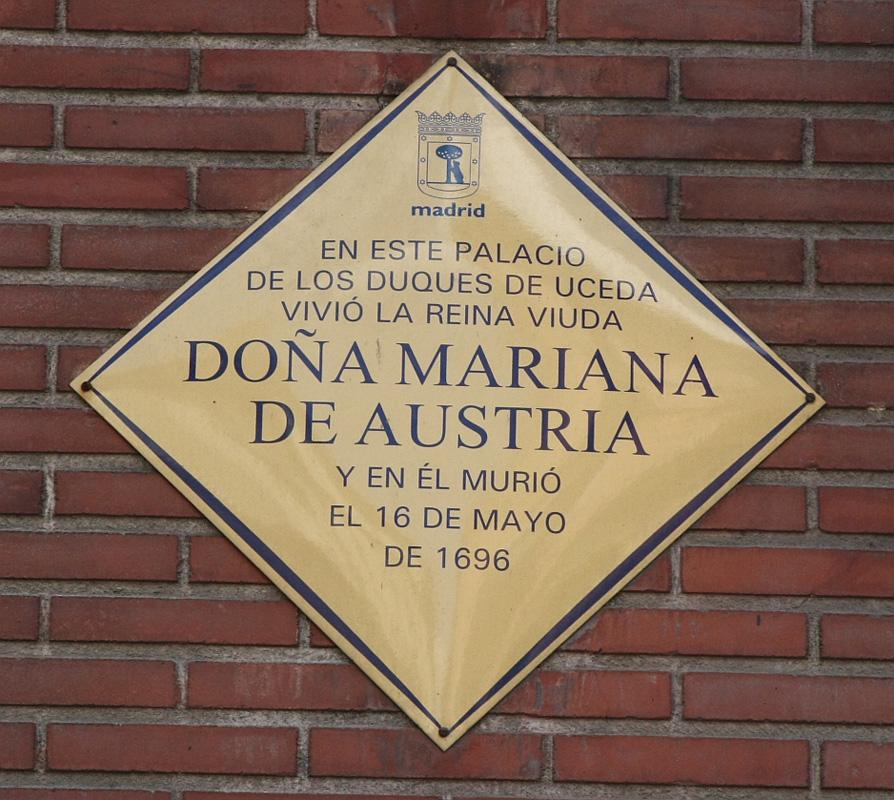 madrid
EN ESTE PALACIO
DE LOS DUQUES DE UCEDA
VIVIÓ LA REINA VIUDA
DOÑA MARIANA
DE AUSTRIA
Y EN ÉL MURIÓ
EL 16 DE MAYO
DE 1696